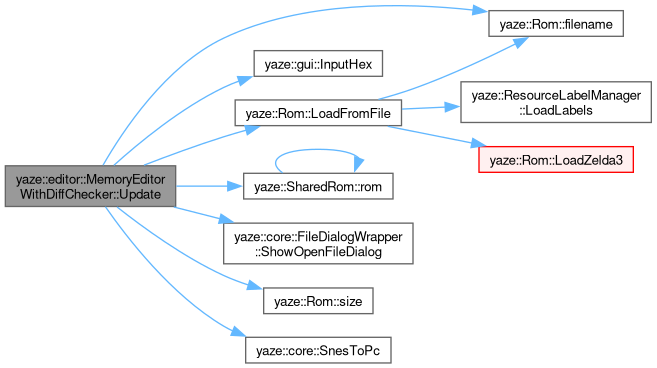 yaze::Rom::filename
yaze::gui::InputHex
yaze::Rom::LoadFromFile
yaze::ResourceLabelManager
::LoadLabels
yaze::Rom::LoadZelda3
yaze::editor::MemoryEditor
WithDiffChecker::Update
yaze::SharedRom::rom
yaze::core::FileDialogWrapper
::ShowOpenFileDialog
yaze::Rom::size
yaze::core::SnesToPc